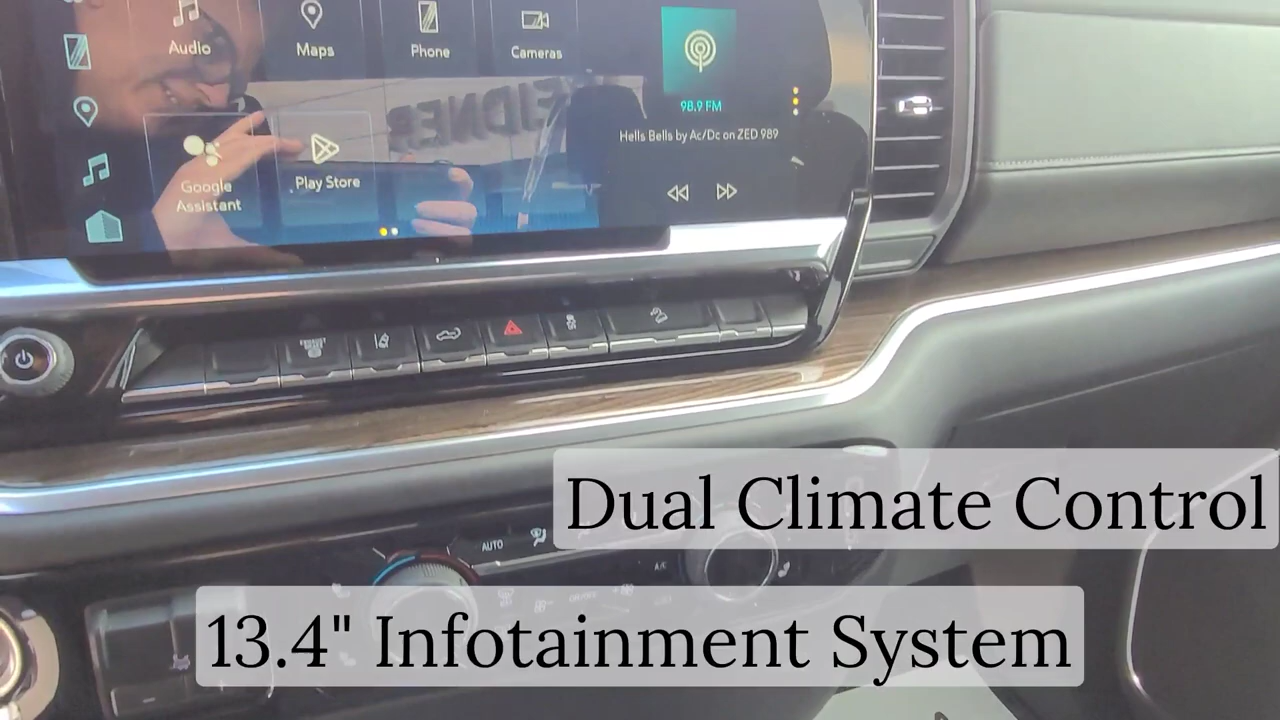 Audio
Maps
Phone
Cameras
98.9 FM
Hells Bells by Ac/Dc on ZED 989
Google
Assistant
Play Store
Dual Climate Control
AUTO
A/C
13.4" Infotainment System